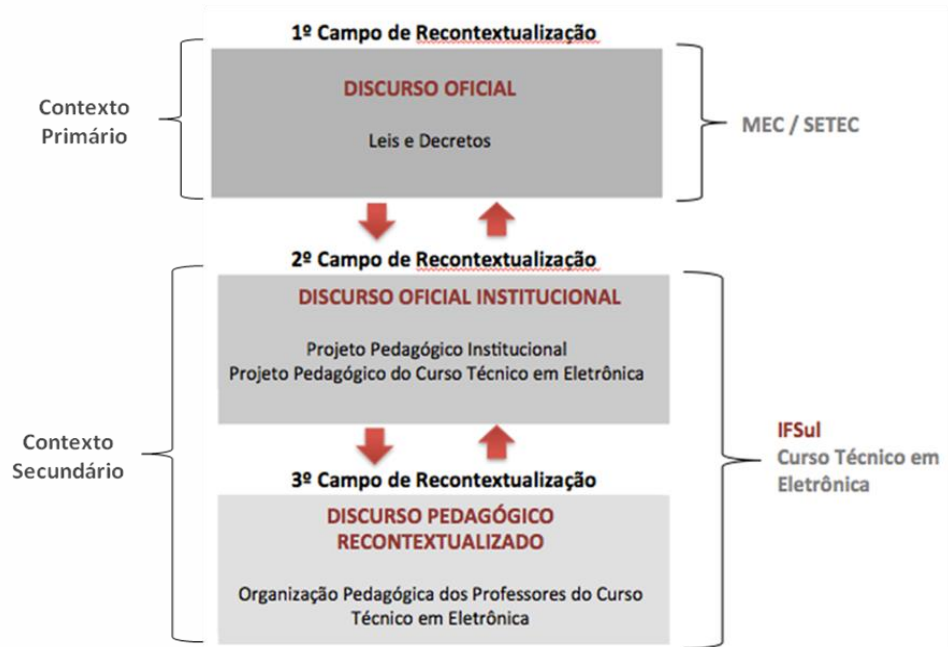 1º Campo de Recontextualização
DISCURSO OFICIAL
Leis e Decretos
Contexto
Primário
MEC / SETEC
2º Campo de Recontextualização
DISCURSO OFICIAL INSTITUCIONAL
Projeto Pedagógico Institucional
Projeto Pedagógico do Curso Técnico em Eletrônica
Contexto
Secundário
IFSul
Curso Técnico em
Eletrônica
3º Campo de Recontextualização
DISCURSO PEDAGÓGICO
RECONTEXTUALIZADO
Organização Pedagógica dos Professores do Curso
Técnico em Eletrônica